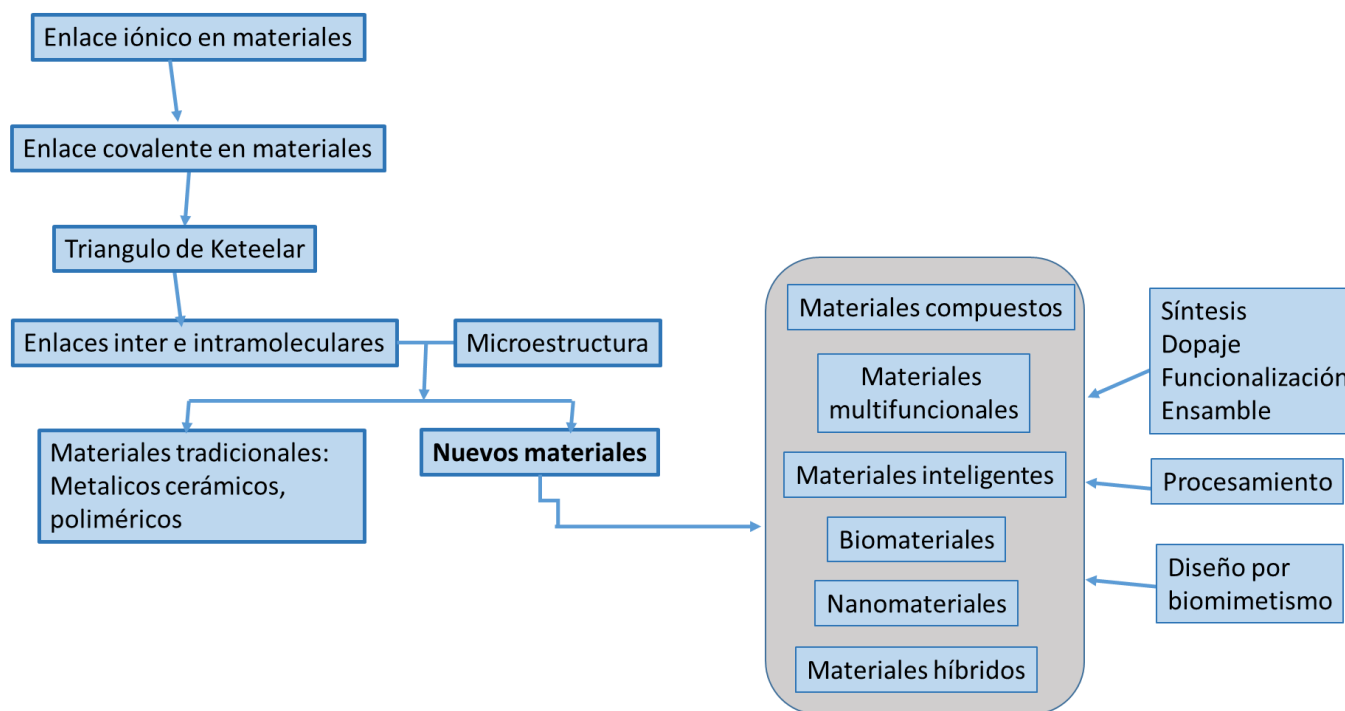 Enlace iónico en materiales
Enlace covalente en materiales
Triangulo de Keteelar
Enlaces inter e intramoleculares
Microestructura
Materiales tradicionales:
Metalicos cerámicos,
poliméricos
Nuevos materiales
Materiales compuestos
Materiales
multifuncionales
Materiales inteligentes
Biomateriales
Nanomateriales
Materiales híbridos
Síntesis
Dopaje
Funcionalización
Ensamble
Procesamiento
Diseño por
biomimetismo